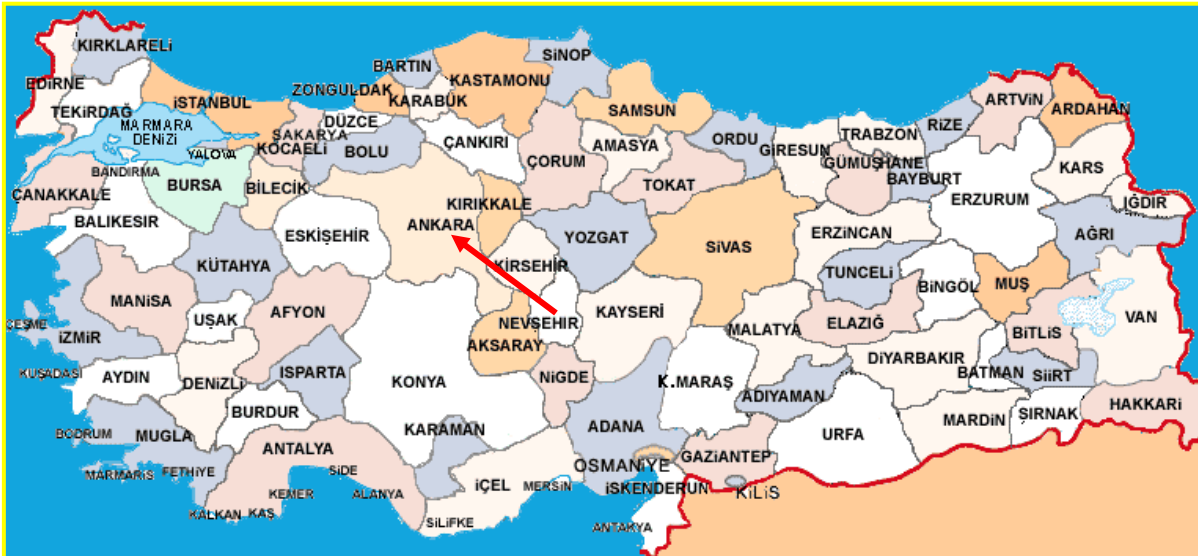 KIRKLARELİ
EDİRNE
TEKİRDAĞ
İSTANBUL
MARMARA
DENİZİ
YALOVA
KOCAELİ
SAKARYA
DÜZCE
ZONGULDAK
BARTIN
KARABÜK
KASTAMONU
SİNOP
SAMSUN
ORDU
GİRESUN
TRABZON
RİZE
ARTVİN
ARDAHAN
KARS
IĞDIR
AĞRI
ERZURUM
BAYBURT
GÜMÜŞHANE
ERZİNCAN
TUNCELİ
BİNGÖL
MUŞ
BİTLİS
VAN
HAKKARİ
ŞIRNAK
SİİRT
BATMAN
MARDİN
DİYARBAKIR
ELAZIĞ
MALATYA
ADIYAMAN
URFA
GAZİANTEP
KİLİS
K.MARAŞ
OSMANİYE
İSKENDERUN
ANTAKYA
ADANA
MERSİN
İÇEL
SİLİFKE
KARAMAN
KONYA
NİGDE
AKSARAY
NEVŞEHIR
KAYSERİ
SİVAS
TOKAT
AMASYA
ÇORUM
YOZGAT
KİRSEHİR
KIRIKKALE
ANKARA
ÇANKIRI
BOLU
ESKİŞEHİR
BİLECİK
BURSA
BANDIRMA
ÇANAKKALE
BALIKESIR
KÜTAHYA
MANİSA
UŞAK
AFYON
İZMİR
ÇEŞME
KUŞADASI
AYDIN
DENİZLİ
ISPARTA
BURDUR
MUGLA
BODRUM
MARMARİS
FETHİYE
ANTALYA
KALKAN
KAŞ
KEMER
SİDE
ALANYA